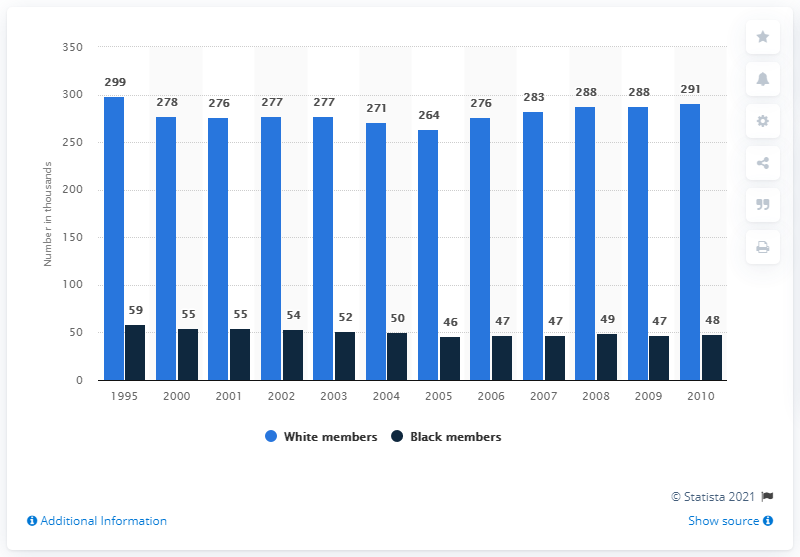 350
300
250
200
150
100
50
0
Number in thousands
299 278 276 277 277 271 264 276 283 288 288 291
59 55 55 54 52 50 46 47 47 49 47 48
1995 2000 2001 2002 2003 2004 2005 2006 2007 2008 2009 2010
White members Black members
© Statista 2021
Additional Information Show source